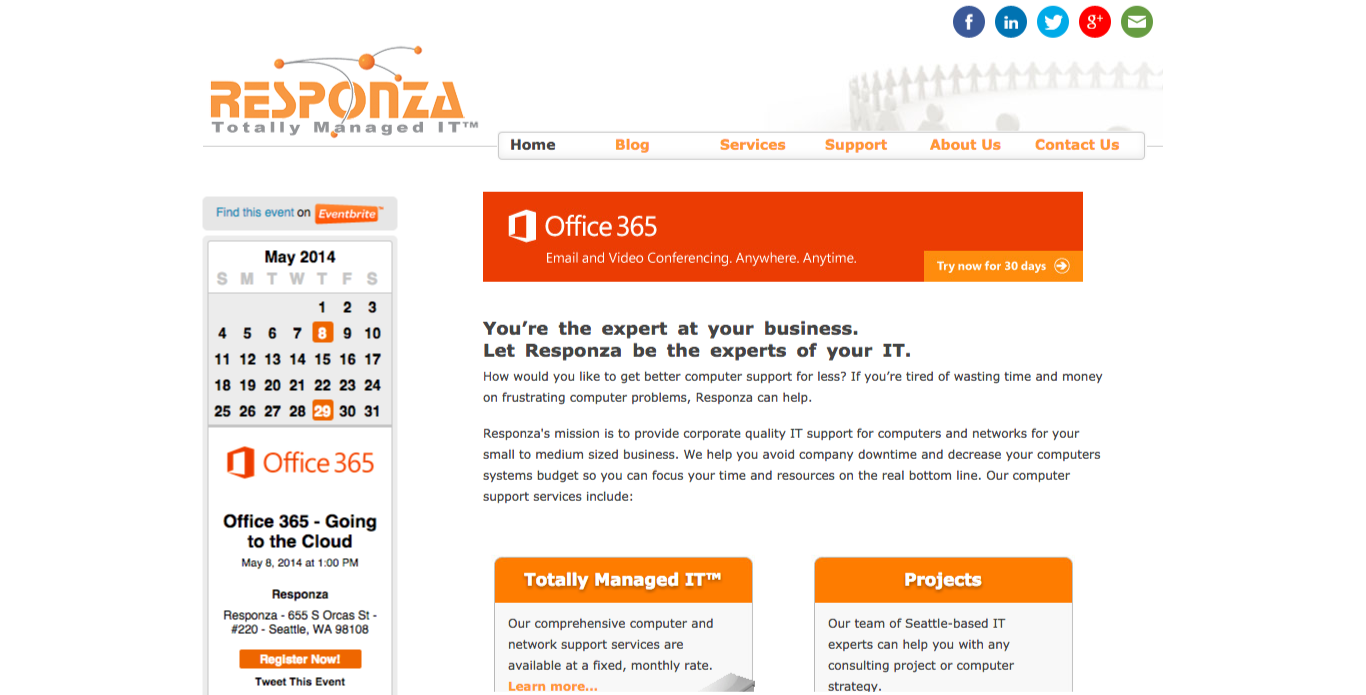 f in g+
RESPONZA
Totally Managed IT™
Home Blog Services Support About Us Contact Us
Find this event on Eventbrite™
May 2014
S M T W T F S
1 2 3
4 5 6 7 8 9 10
11 12 13 14 15 16 17
18 19 20 21 22 23 24
25 26 27 28 29 30 31
Office 365
Office 365 - Going
to the Cloud
May 8, 2014 at 1:00 PM
Responza
Responza - 655 S Orcas St -
#220 - Seattle, WA 98108
Register Now!
Tweet This Event
Office 365
Email and Video Conferencing. Anywhere. Anytime.
Try now for 30 days
You’re the expert at your business.
Let Responza be the experts of your IT.
How would you like to get better computer support for less? If you’re tired of wasting time and money
on frustrating computer problems, Responza can help.
Responza's mission is to provide corporate quality IT support for computers and networks for your
small to medium sized business. We help you avoid company downtime and decrease your computers
systems budget so you can focus your time and resources on the real bottom line. Our computer
support services include:
Totally Managed IT™
Our comprehensive computer and
network support services are
available at a fixed, monthly rate.
Learn more...
Projects
Our team of Seattle-based IT
experts can help you with any
consulting project or computer
strategy.